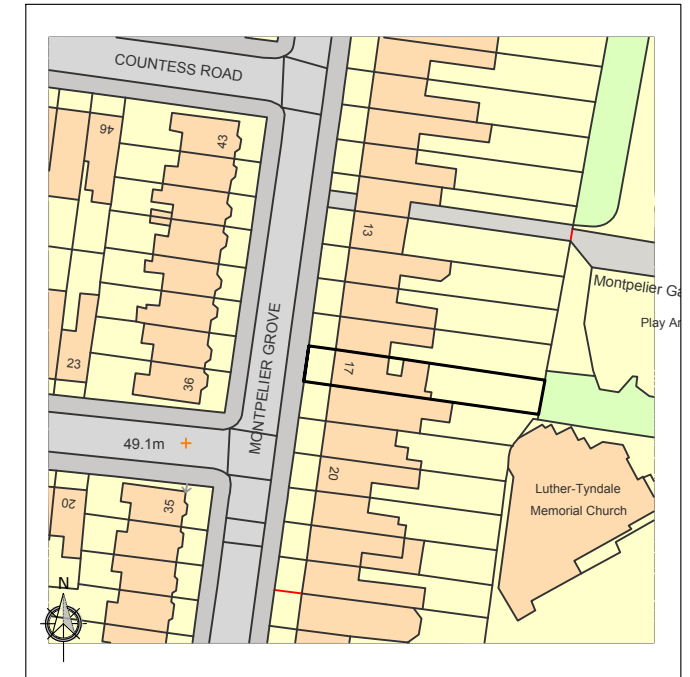 COUNTESS ROAD
46
43
13
Montpelier Ga
Play Ar
MONTPELIER GROVE
17
23
36
49.1m
20
20
35
Luther-Tyndale
Memorial Church
N